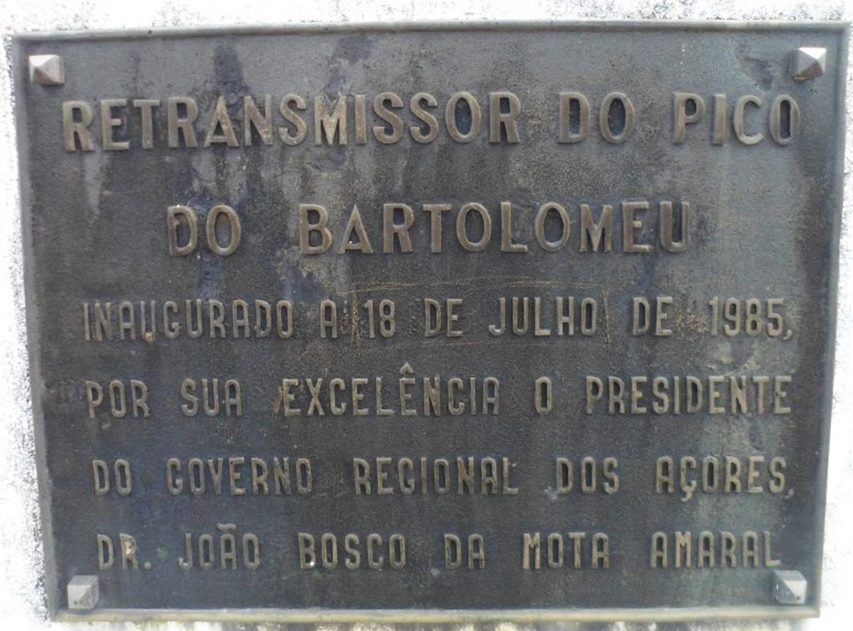 RETRANSMISSOR DO PICO
DO BARTOLOMEU
INAUGURADO A 18 DE JULHO DE 1985,
POR SUA EXCELÊNCIA O PRESIDENTE
DO GOVERNO REGIONAL DOS AÇORES,
DR. JOÃO BOSCO DA MOTA AMARAL